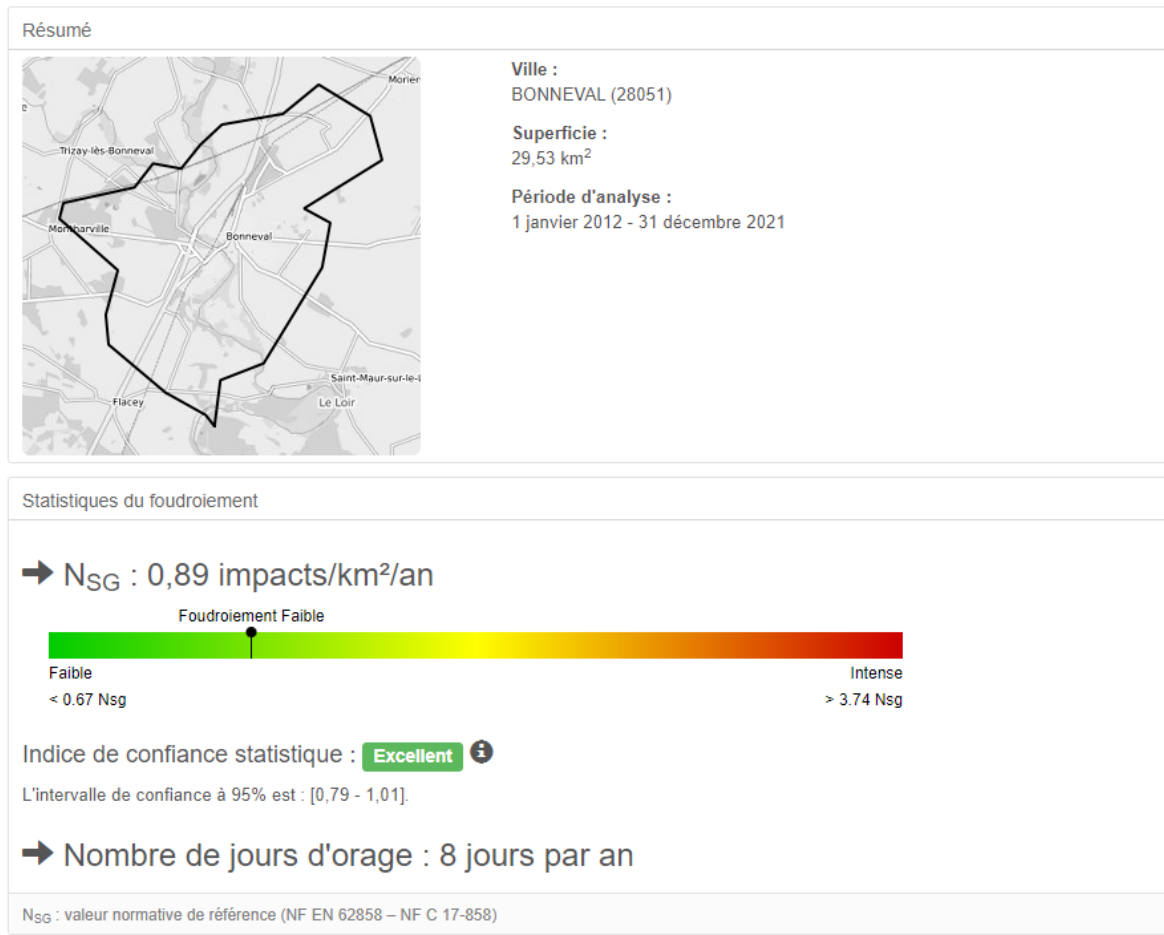 Résumé
Morier
Trizay-lès-Bonneval
Montharville
Bonneval
Saint-Maur-sur-le-L
Flacey
Le Loir
Ville :
BONNEVAL (28051)
Superficie :
29,53 km²
Période d'analyse :
1 janvier 2012 - 31 décembre 2021
Statistiques du foudroiement
➔ NSG : 0,89 impacts/km²/an
Foudroiement Faible
Faible Intense
< 0.67 Nsg > 3.74 Nsg
Indice de confiance statistique : Excellent
L'intervalle de confiance à 95% est : [0,79 - 1,01].
➔ Nombre de jours d'orage : 8 jours par an
NSG : valeur normative de référence (NF EN 62858 – NF C 17-858)